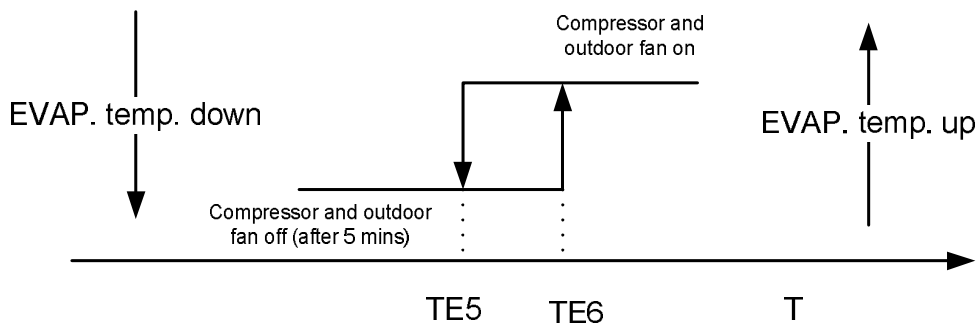 Compressor and
outdoor fan on
EVAP. temp. down
EVAP. temp. up
Compressor and outdoor
fan off (after 5 mins)
TE5
TE6
T